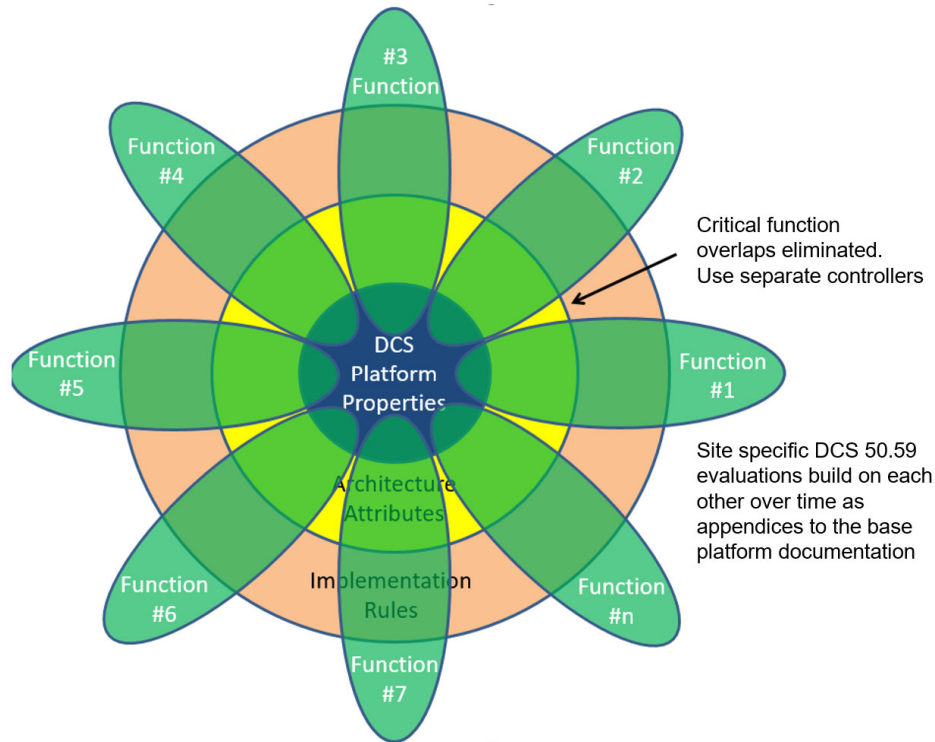 #3
Function
Function
#4
Function
#2
Critical function
overlaps eliminated.
Use separate controllers
DCS
Platform
Properties
Function
#5
Function
#1
Site specific DCS 50.59
evaluations build on each
other over time as
appendices to the base
platform documentation
Architecture
Attributes
Implementation
Rules
Function
#6
Function
#n
Function
#7